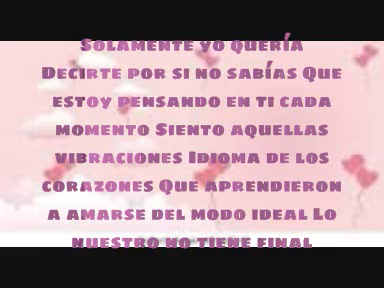 Solamente yo quería
Decirte por si no sabías Que
estoy pensando en ti cada
momento Siento aquellas
vibraciones Idioma de los
corazones Que aprendieron
a amarse del modo ideal Lo
nuestro no tiene final